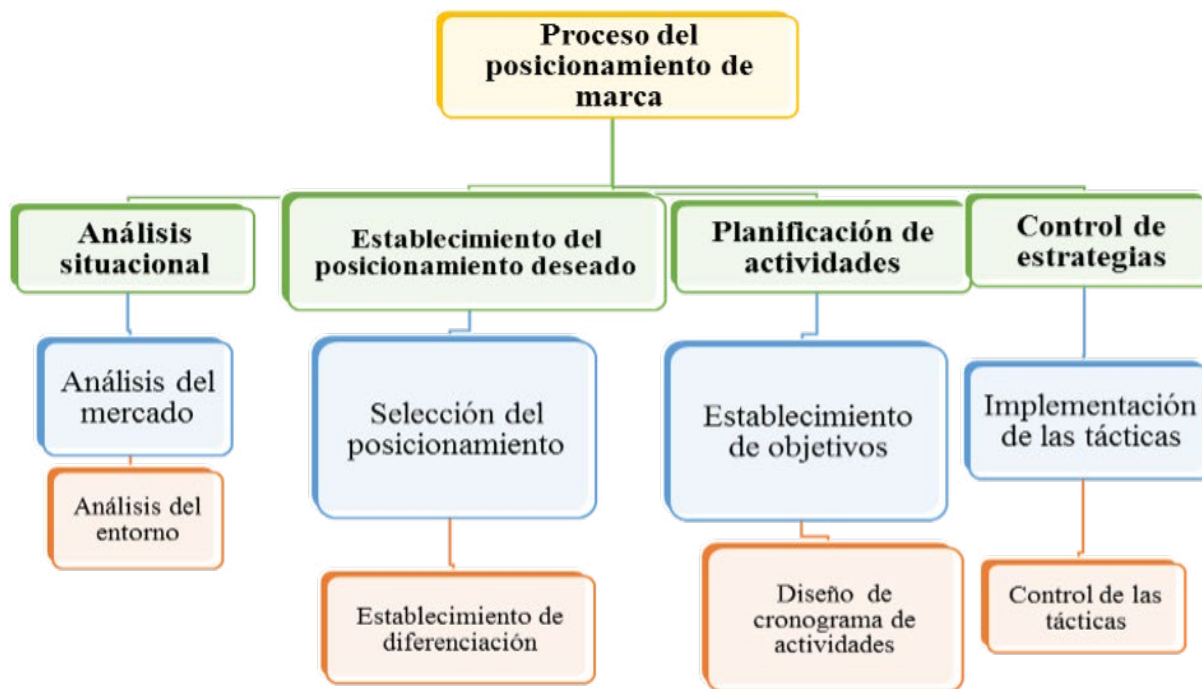 Proceso del
posicionamiento de
marca
Análisis
situacional
Establecimiento del
posicionamiento deseado
Planificación de
actividades
Control de
estrategias
Análisis del
mercado
Selección del
posicionamiento
Establecimiento
de objetivos
Implementación
de las tácticas
Análisis del
entorno
Establecimiento de
diferenciación
Diseño de
cronograma de
actividades
Control de las
tácticas